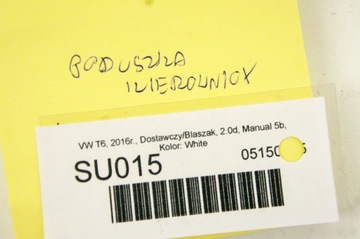 PODUSZKA
KIEROWNICY
VW T6, 2016r., Dostawczy/Blaszak, 2.0d, Manual 5b,
Kolor: White
SU015